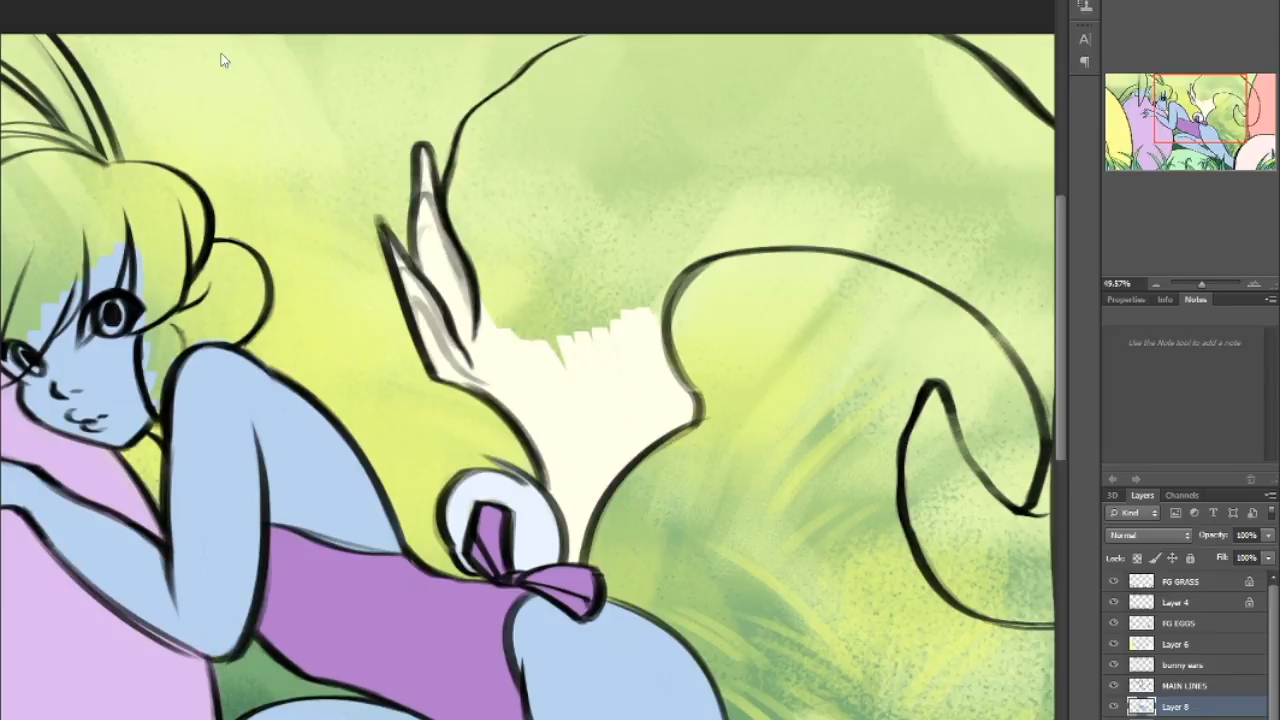 A|
¶
49.57%
Properties Info Notes
Use the Note tool to add a note
3D Layers Channels
Kind T
Normal Opacity: 100%
Lock: Fill: 100%
FG GRASS
Layer 4
FG EGGS
Layer 6
bunny ears
MAIN LINES
Layer 8